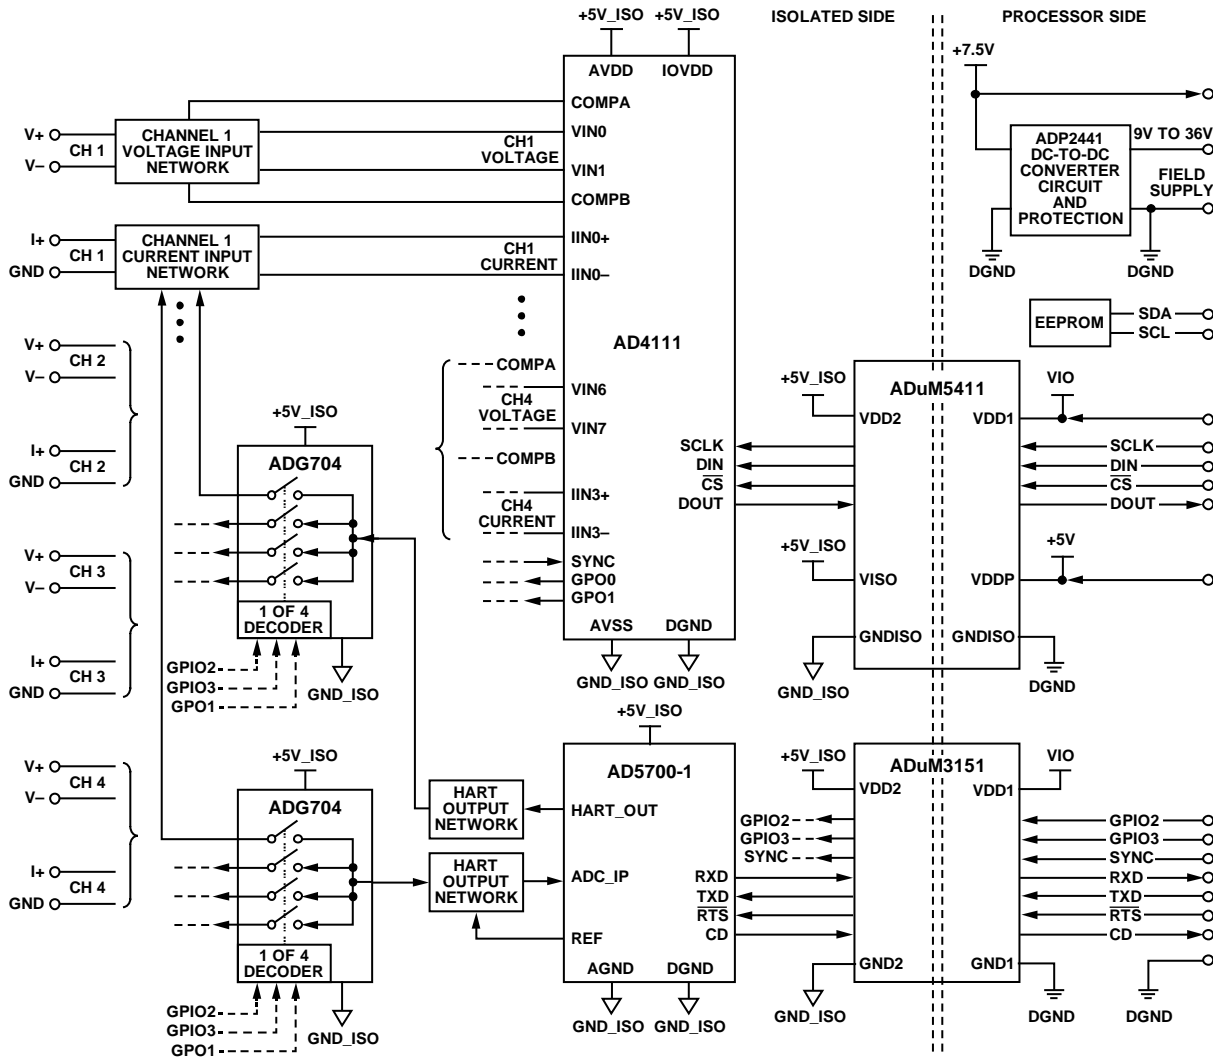 +5V_ISO
+5V_ISO
ISOLATED SIDE
PROCESSOR SIDE
AVDD
IOVDD
+7.5V
COMPA
V+
V–
CH 1
CHANNEL 1
VOLTAGE INPUT
NETWORK
VIN0
CH1
VOLTAGE
VIN1
COMPB
ADP2441
DC-TO-DC
CONVERTER
CIRCUIT
AND
PROTECTION
9V TO 36V
FIELD
SUPPLY
DGND
DGND
I+
GND
CH 1
CHANNEL 1
CURRENT INPUT
NETWORK
IIN0+
CH1
CURRENT
IIN0–
AD4111
EEPROM
SDA
SCL
V+
CH 2
V–
I+
CH 2
GND
COMPA
VIN6
CH4
VOLTAGE
VIN7
COMPB
IIN3+
CH4
CURRENT
IIN3–
SYNC
GPO0
GPO1
SCLK
DIN
CS
DOUT
AVSS
DGND
GND_ISO
GND_ISO
+5V_ISO
ADuM5411
VDD2
VDD1
VIO
SCLK
DIN
CS
DOUT
+5V_ISO
VISO
VDDP
+5V
GNDISO
GNDISO
GND_ISO
DGND
+5V_ISO
ADG704
1 OF 4
DECODER
GPIO2
GPIO3
GPO1
GND_ISO
V+
CH 3
V–
I+
CH 3
GND
V+
CH 4
V–
I+
CH 4
GND
+5V_ISO
ADG704
1 OF 4
DECODER
GPIO2
GPIO3
GPO1
GND_ISO
HART
OUTPUT
NETWORK
HART
OUTPUT
NETWORK
+5V_ISO
AD5700-1
HART_OUT
ADC_IP
REF
RXD
TXD
RTS
CD
AGND
DGND
GND_ISO
GND_ISO
+5V_ISO
ADuM3151
VDD2
VDD1
VIO
GPIO2
GPIO3
SYNC
GPIO2
GPIO3
SYNC
RXD
TXD
RTS
CD
GND2
GND1
GND_ISO
DGND
DGND